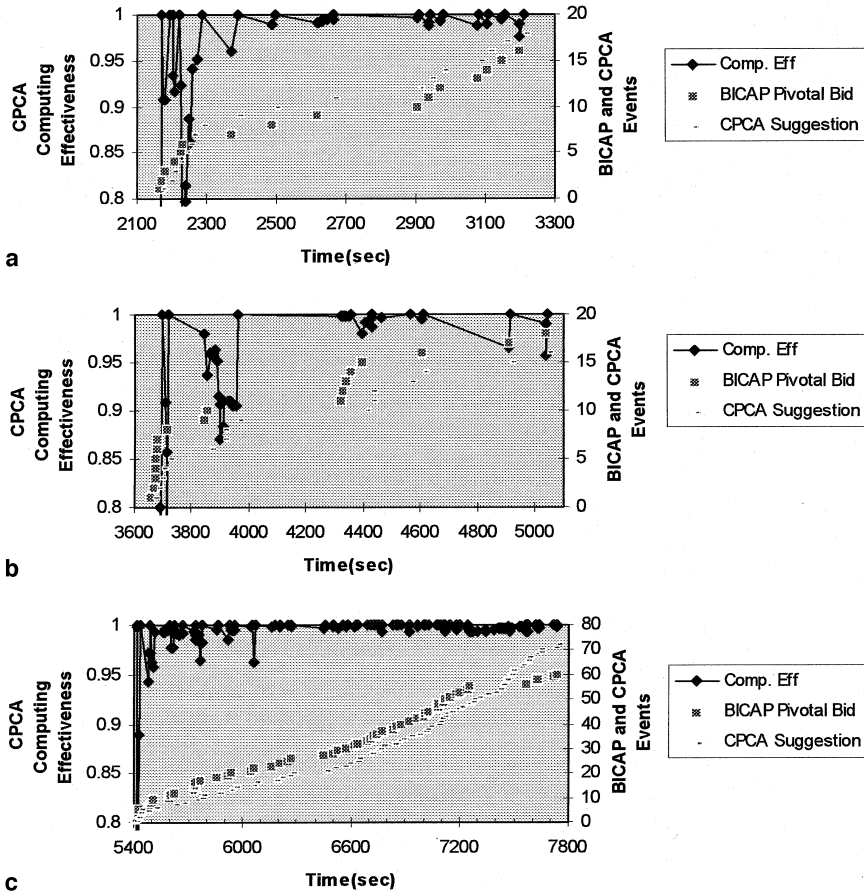 1
0.95
0.9
0.85
0.8
CPCA
Computing
Effectiveness
20
15
10
5
0
BICAP and CPCA
Events
2100 2300 2500 2700 2900 3100 3300
Time(sec)
Comp. Eff
BICAP Pivotal Bid
CPCA Suggestion
a
1
0.95
0.9
0.85
0.8
CPCA
Computing
Effectiveness
20
15
10
5
0
BICAP and CPCA
Events
3600 3800 4000 4200 4400 4600 4800 5000
Time(sec)
Comp. Eff
BICAP Pivotal Bid
CPCA Suggestion
b
1
0.95
0.9
0.85
0.8
CPCA
Computing
Effectiveness
80
70
60
50
40
30
20
10
0
BICAP and CPCA
Events
5400 6000 6600 7200 7800
Time(sec)
Comp. Eff
BICAP Pivotal Bid
CPCA Suggestion
c